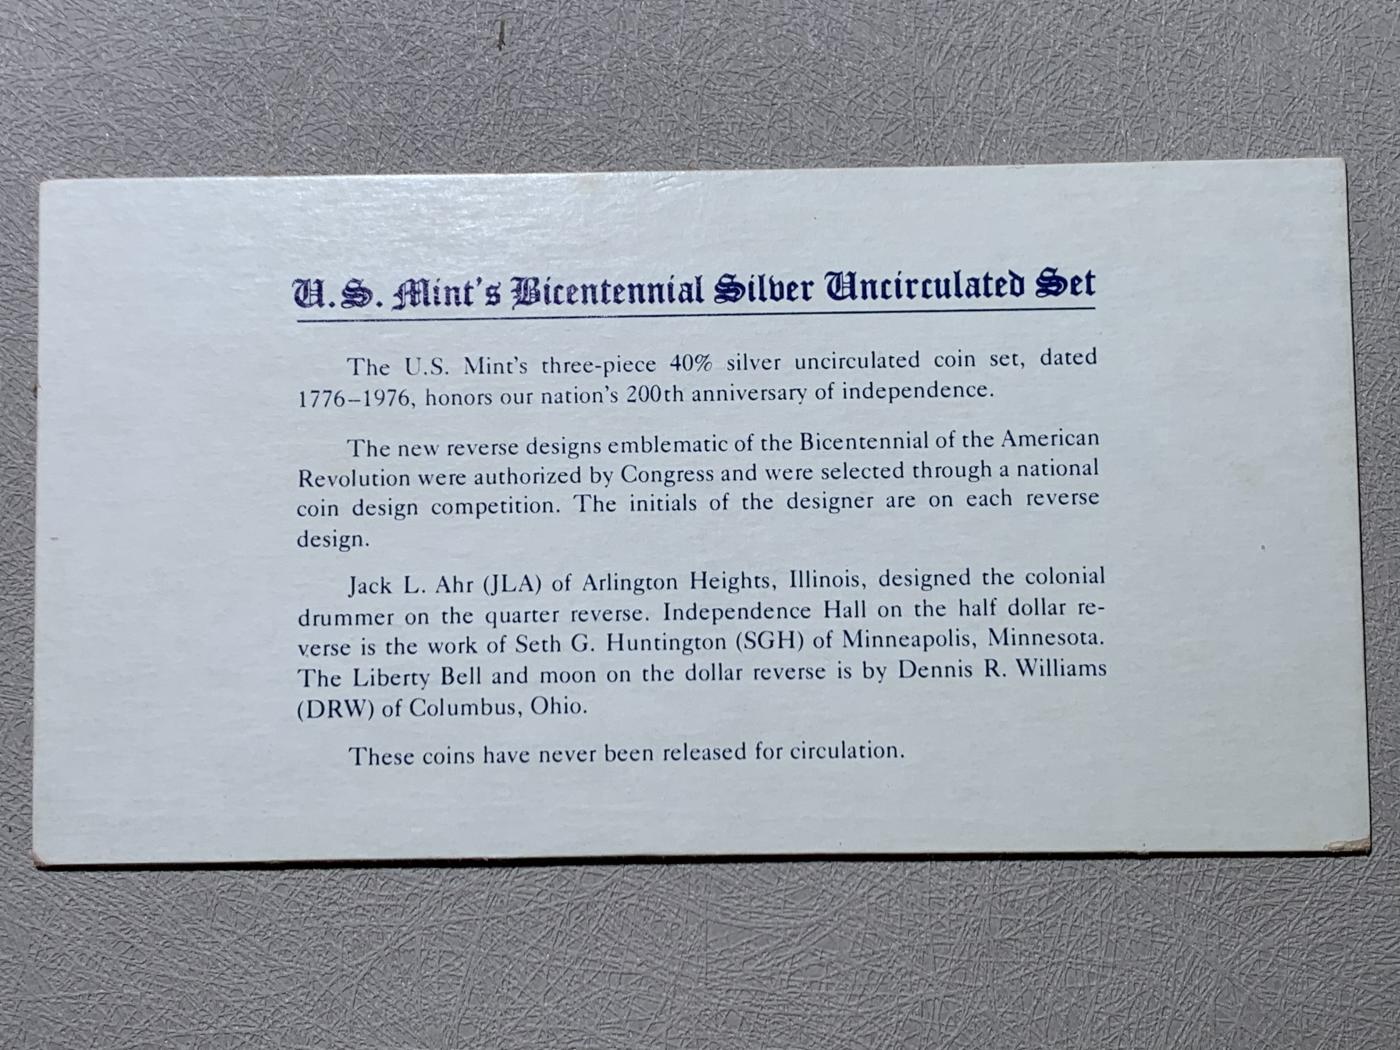 U.S. Mint's Bicentennial Silver Uncirculated Set
The U.S. Mint's three-piece 40% silver uncirculated coin set, dated
1776–1976, honors our nation's 200th anniversary of independence.
The new reverse designs emblematic of the Bicentennial of the American
Revolution were authorized by Congress and were selected through a national
coin design competition. The initials of the designer are on each reverse
design.
Jack L. Ahr (JLA) of Arlington Heights, Illinois, designed the colonial
drummer on the quarter reverse. Independence Hall on the half dollar re-
verse is the work of Seth G. Huntington (SGH) of Minneapolis, Minnesota.
The Liberty Bell and moon on the dollar reverse is by Dennis R. Williams
(DRW) of Columbus, Ohio.
These coins have never been released for circulation.